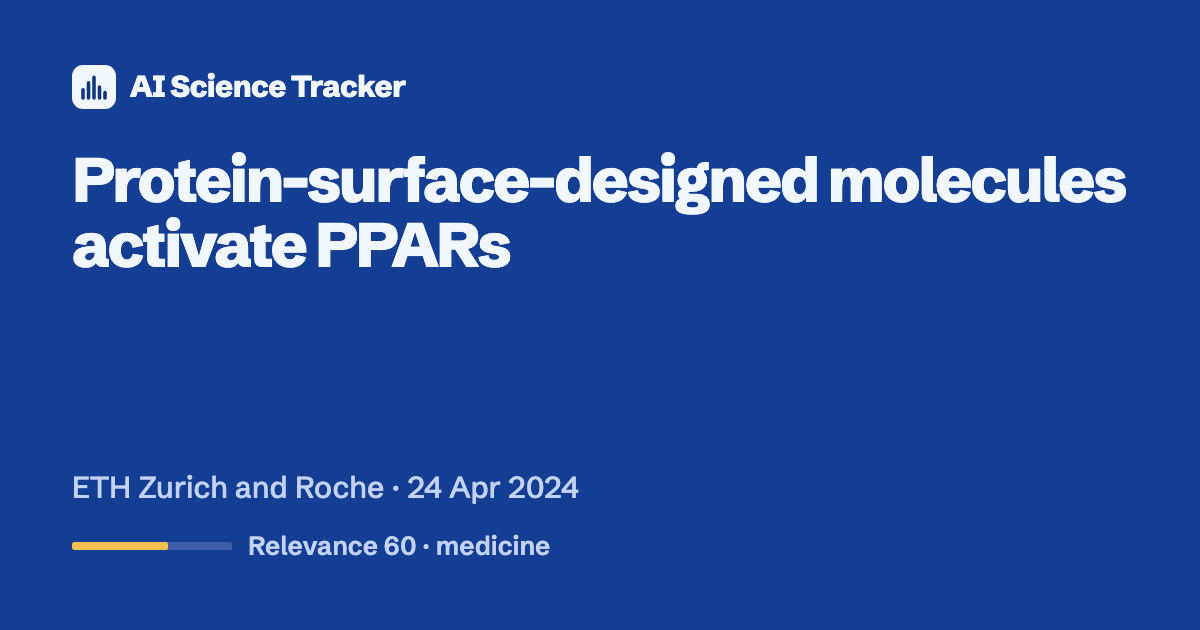 AI Science Tracker
Protein-surface-designed molecules
activate PPARs
ETH Zurich and Roche · 24 Apr 2024
Relevance 60 · medicine